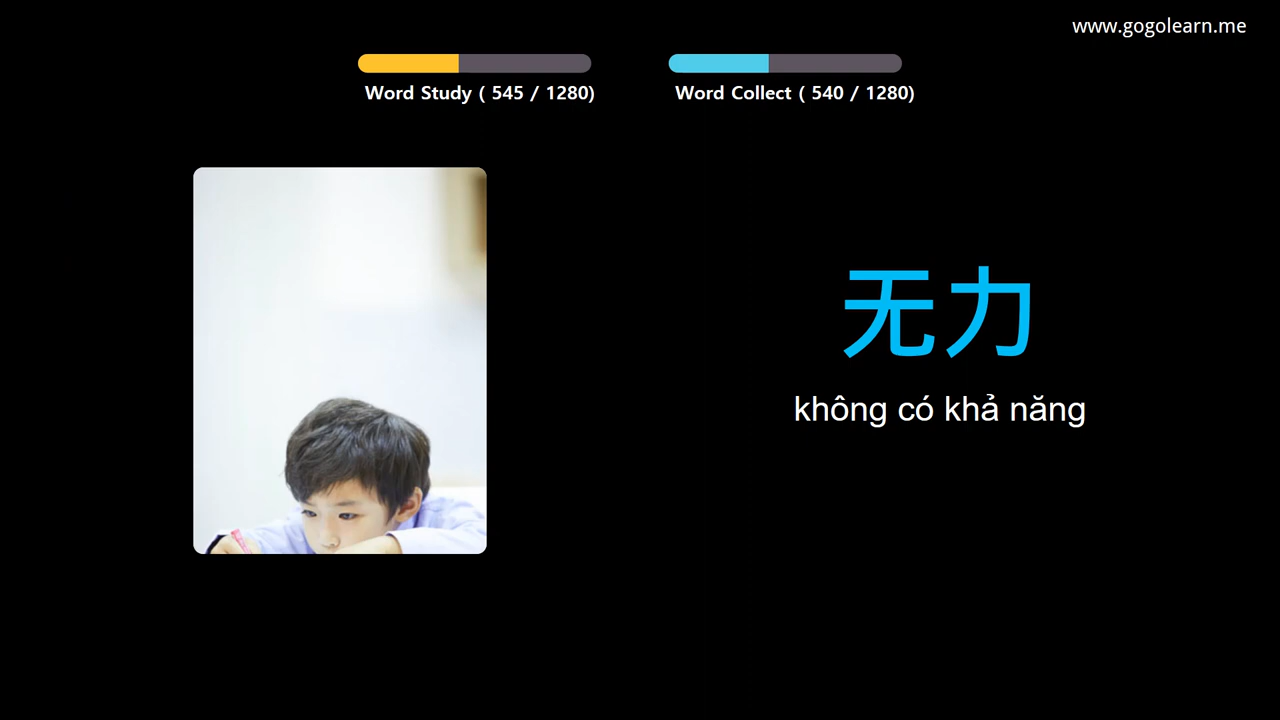 www.gogolearn.me
Word Study ( 545 / 1280)
Word Collect ( 540 / 1280)
无力
không có khả năng